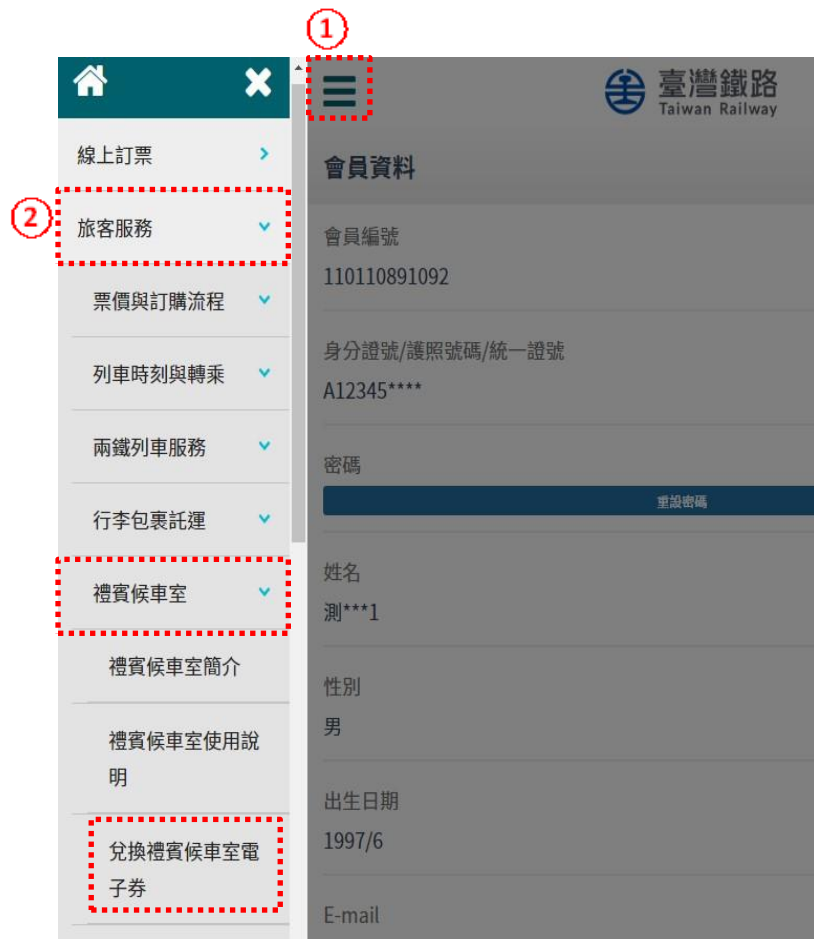 1
臺灣鐵路
Taiwan Railway
2
線上訂票
旅客服務
票價與訂購流程
列車時刻與轉乘
兩鐵列車服務
行李包裹託運
禮賓候車室
禮賓候車室簡介
禮賓候車室使用說
明
兌換禮賓候車室電
子券
會員資料
會員編號
110110891092
身分證號/護照號碼/統一證號
A12345****
密碼
重設密碼
姓名
測***1
性別
男
出生日期
1997/6
E-mail